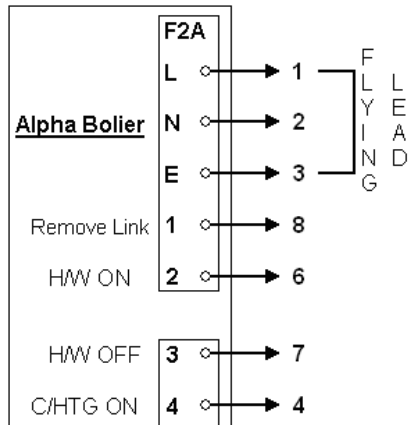 F2A
L 1
Alpha Bolier N 2
E 3
FLYING
LEAD
Remove Link 1 8
H/W ON 2 6
H/W OFF 3 7
C/HTG ON 4 4